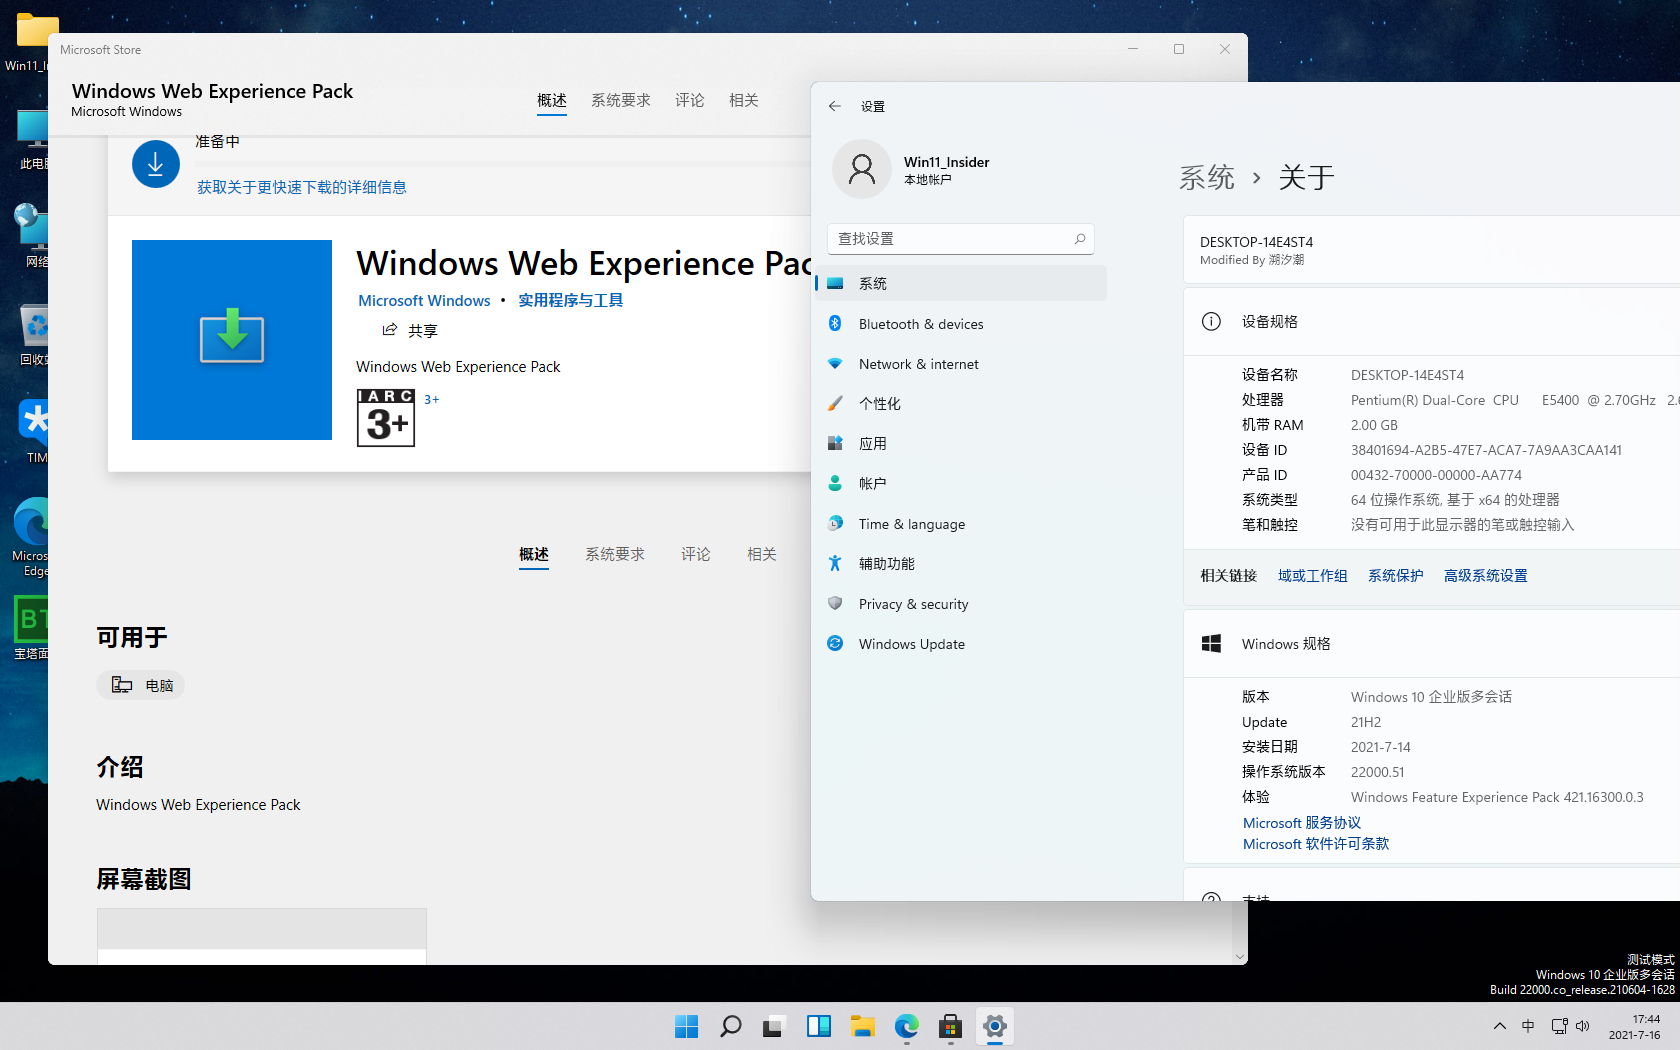 Win11_I
此电
网络
回收
TIM
Micros
Edge
BT
宝塔面
Microsoft Store
Windows Web Experience Pack
Microsoft Windows
概述
系统要求
评论
相关
准备中
获取关于更快速下载的详细信息
Windows Web Experience Pac
Microsoft Windows • 实用程序与工具
共享
Windows Web Experience Pack
IARC
3+
3+
概述
系统要求
评论
相关
可用于
电脑
介绍
Windows Web Experience Pack
屏幕截图
设置
Win11_Insider
本地帐户
查找设置
系统
Bluetooth & devices
Network & internet
个性化
应用
帐户
Time & language
辅助功能
Privacy & security
Windows Update
系统 › 关于
DESKTOP-14E4ST4
Modified By 溯汐潮
设备规格
设备名称 DESKTOP-14E4ST4
处理器 Pentium(R) Dual-Core CPU E5400 @ 2.70GHz 2.
机带 RAM 2.00 GB
设备 ID 38401694-A2B5-47E7-ACA7-7A9AA3CAA141
产品 ID 00432-70000-00000-AA774
系统类型 64 位操作系统, 基于 x64 的处理器
笔和触控 没有可用于此显示器的笔或触控输入
相关链接 域或工作组 系统保护 高级系统设置
Windows 规格
版本 Windows 10 企业版多会话
Update 21H2
安装日期 2021-7-14
操作系统版本 22000.51
体验 Windows Feature Experience Pack 421.16300.0.3
Microsoft 服务协议
Microsoft 软件许可条款
支持
测试模式
Windows 10 企业版多会话
Build 22000.co_release.210604-1628
中
17:44
2021-7-16